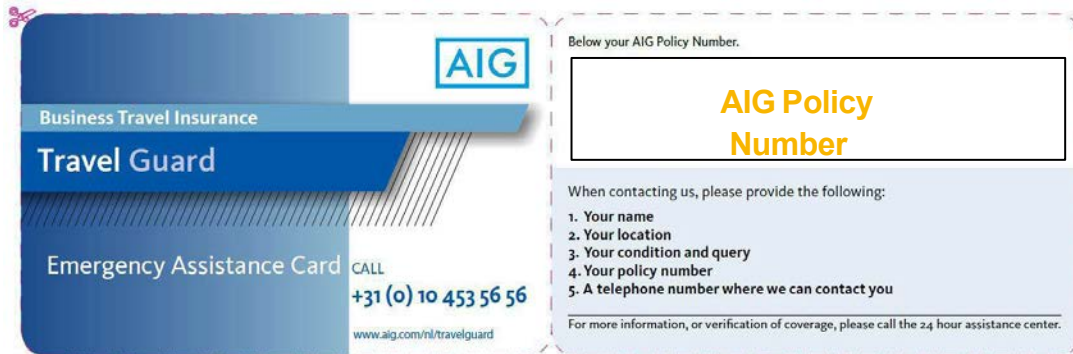 AIG
Business Travel Insurance
Travel Guard
Emergency Assistance Card
CALL
+31 (0) 10 453 56 56
www.aig.com/nl/travelguard
Below your AIG Policy Number.
AIG Policy
Number
When contacting us, please provide the following:
1. Your name
2. Your location
3. Your condition and query
4. Your policy number
5. A telephone number where we can contact you
For more information, or verification of coverage, please call the 24 hour assistance center.